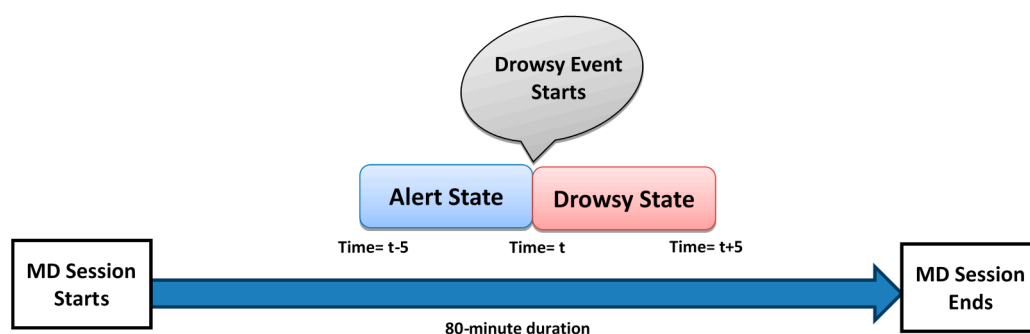 Drowsy Event
Starts
Alert State
Drowsy State
Time= t-5
Time= t
Time= t+5
MD Session
Starts
MD Session
Ends
80-minute duration